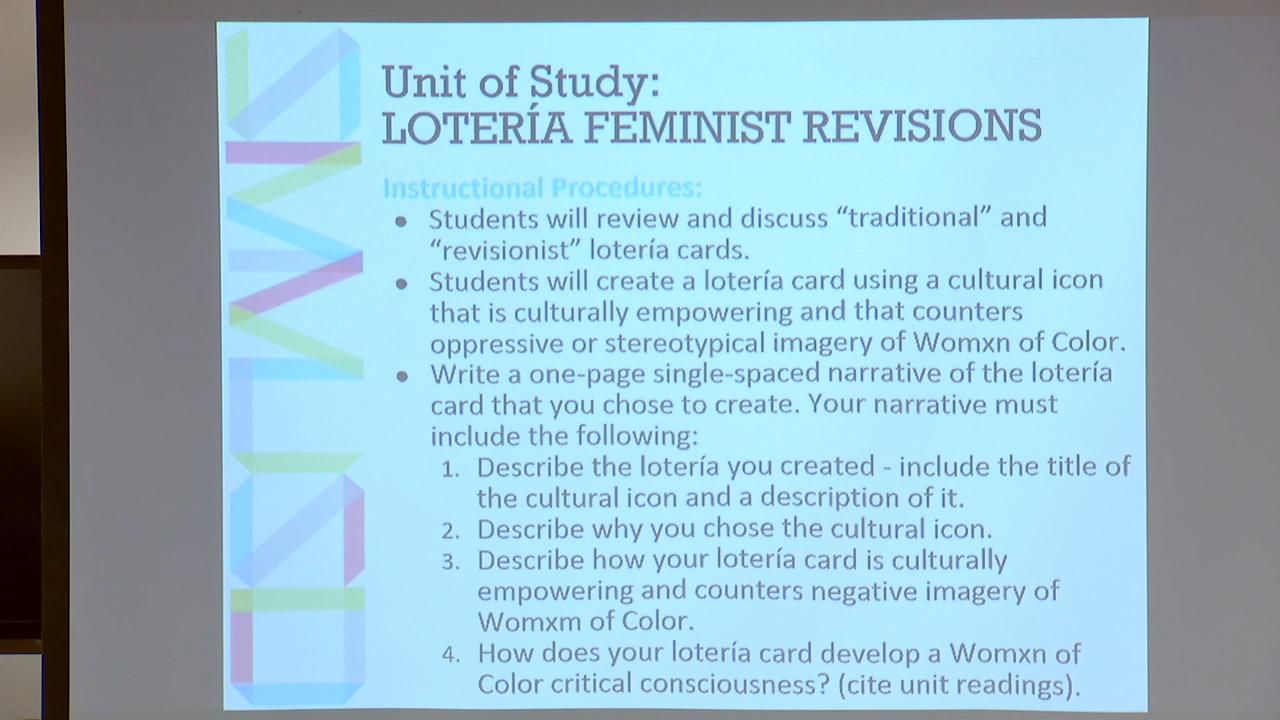 Unit of Study:
LOTERÍA FEMINIST REVISIONS
Instructional Procedures:
● Students will review and discuss “traditional” and
“revisionist” lotería cards.
● Students will create a lotería card using a cultural icon
that is culturally empowering and that counters
oppressive or stereotypical imagery of Womxn of Color.
● Write a one-page single-spaced narrative of the lotería
card that you chose to create. Your narrative must
include the following:
1. Describe the lotería you created - include the title of
the cultural icon and a description of it.
2. Describe why you chose the cultural icon.
3. Describe how your lotería card is culturally
empowering and counters negative imagery of
Womxm of Color.
4. How does your lotería card develop a Womxn of
Color critical consciousness? (cite unit readings).